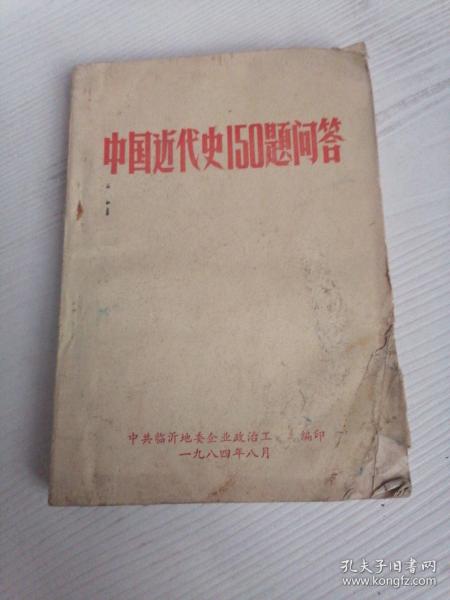 中国近代史150题问答
中共临沂地委企业政治工 编印
一九八四年八月
孔夫子旧书网
www.kongfz.com